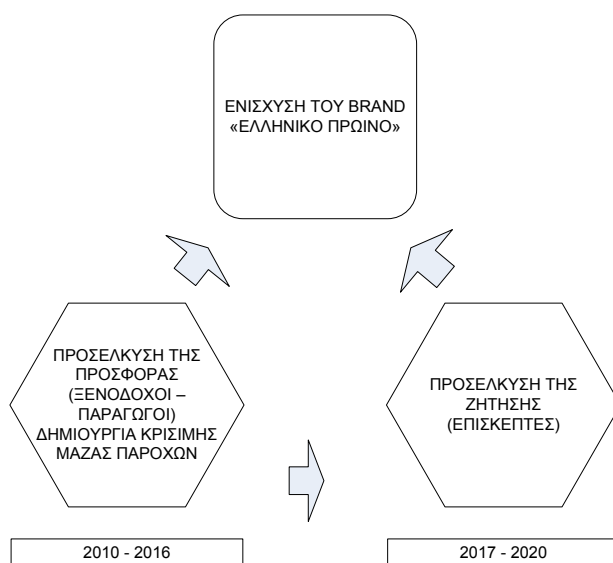 ΕΝΙΣΧΥΣΗ ΤΟΥ BRAND
«ΕΛΛΗΝΙΚΟ ΠΡΩΙΝΟ»
ΠΡΟΣΕΛΚΥΣΗ ΤΗΣ
ΠΡΟΣΦΟΡΑΣ
(ΞΕΝΟΔΟΧΟΙ –
ΠΑΡΑΓΩΓΟΙ)
ΔΗΜΙΟΥΡΓΙΑ ΚΡΙΣΙΜΗΣ
ΜΑΖΑΣ ΠΑΡΟΧΩΝ
ΠΡΟΣΕΛΚΥΣΗ ΤΗΣ
ΖΗΤΗΣΗΣ
(ΕΠΙΣΚΕΠΤΕΣ)
2010 - 2016
2017 - 2020